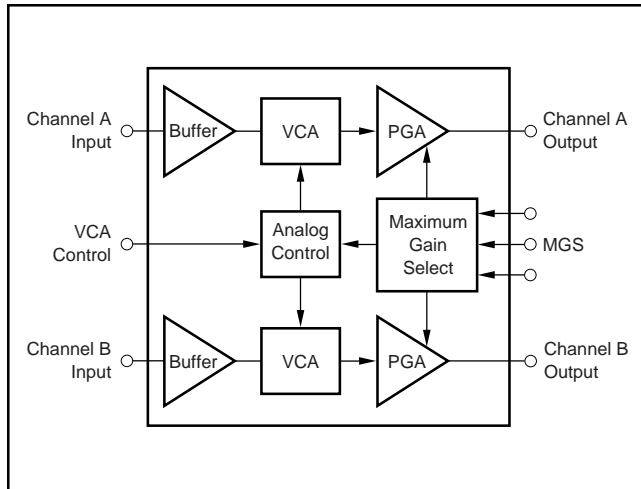 Channel A
Input
Buffer
VCA
PGA
Channel A
Output
VCA
Control
Analog
Control
Maximum
Gain
Select
MGS
Channel B
Input
Buffer
VCA
PGA
Channel B
Output